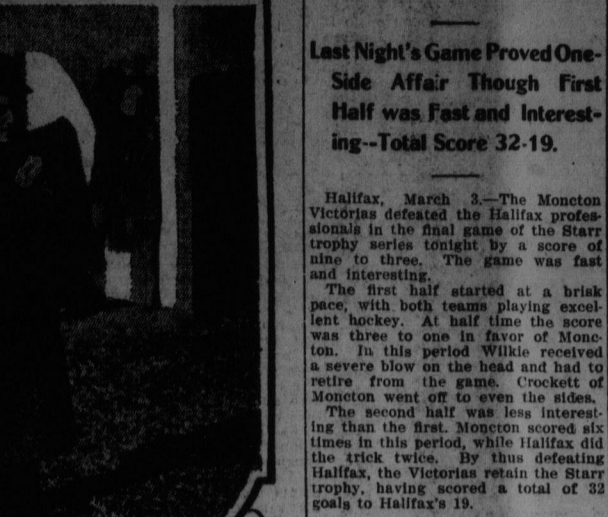 Last Night's Game Proved One-
Side Affair Though First
Half was Fast and Interest-
ing--Total Score 32-19.
Halifax, March 3.—The Moncton
Victorias defeated the Halifax profes-
sionals in the final game of the Starr
trophy series tonight by a score of
nine to three. The game was fast
and interesting.
The first half started at a brisk
pace, with both teams playing excel-
lent hockey. At half time the score
was three to one in favor of Monc-
ton. In this period Wilkie received
a severe blow on the head and had to
retire from the game. Crockett of
Moncton went off to even the sides.
The second half was less interest-
ing than the first. Moncton scored six
times in this period, while Halifax did
the trick twice. By thus defeating
Halifax, the Victorias retain the Starr
trophy, having scored a total of 32
goals to Halifax's 19.